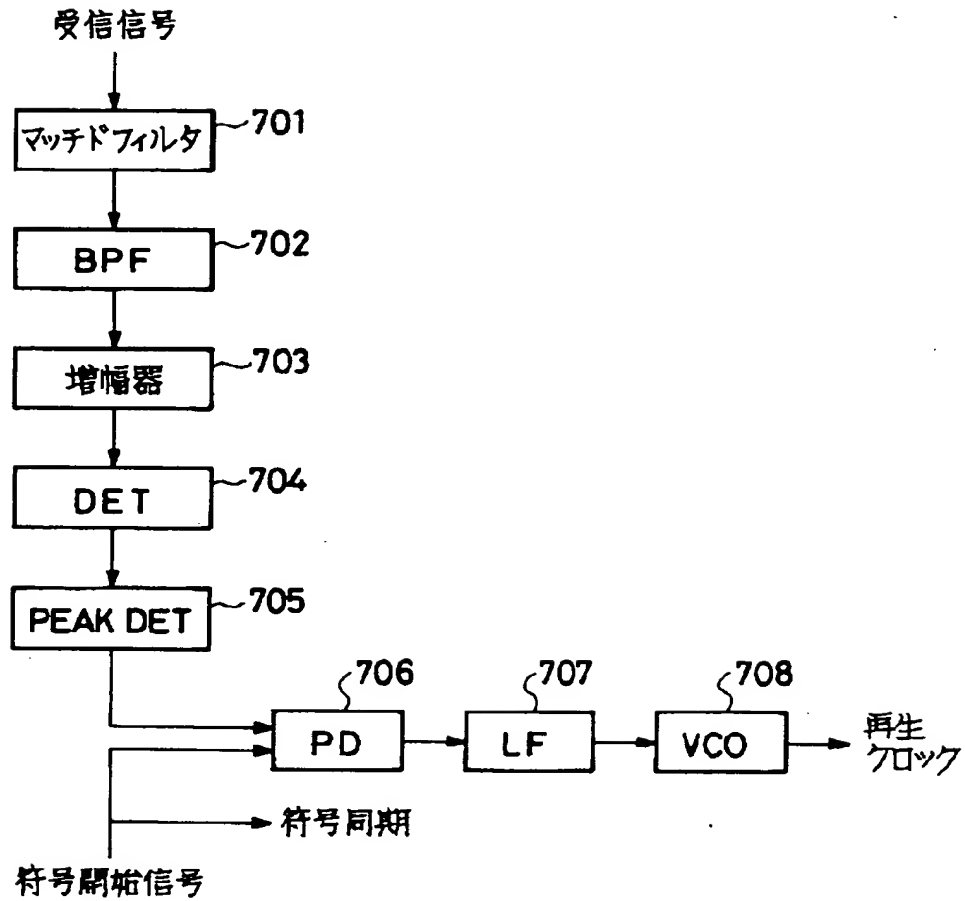 受信信号
マッチドフィルタ
701
BPF
702
増幅器
703
DET
704
PEAK DET
705
706
PD
707
LF
708
VCO
再生
クロック
符号同期
符号開始信号